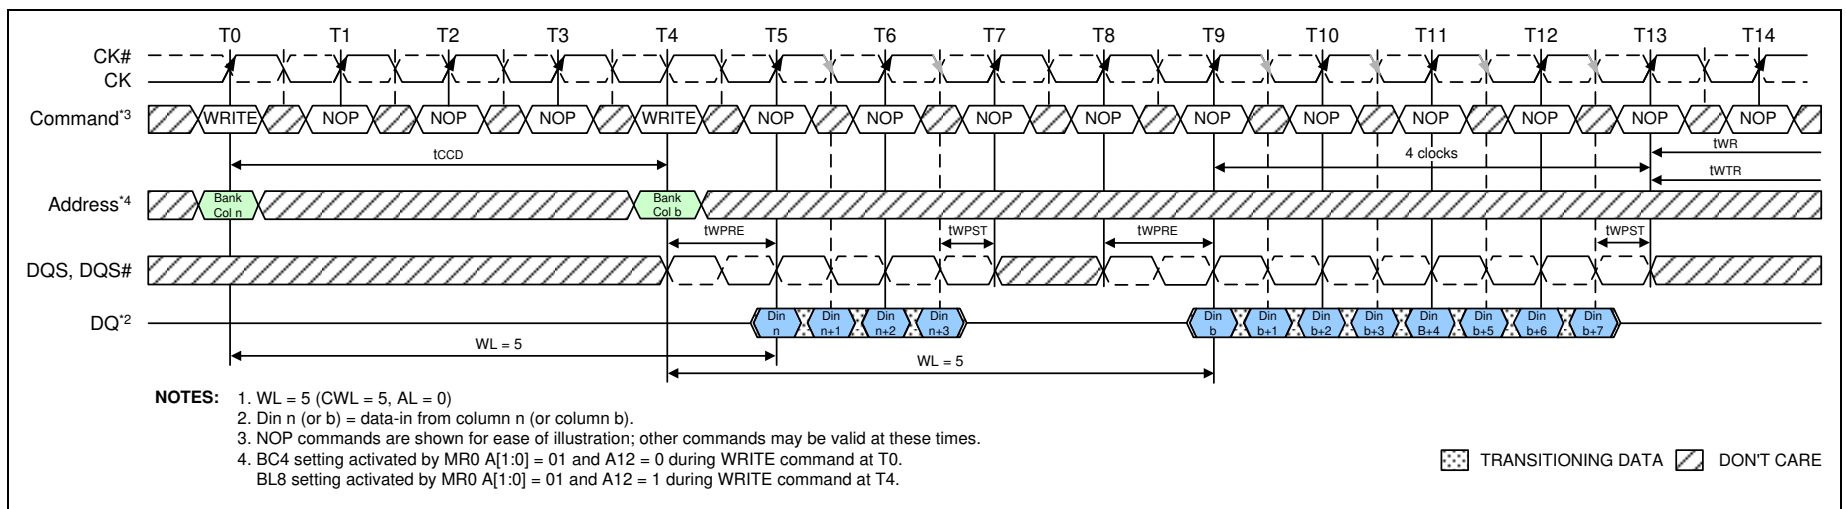 T0 T1 T2 T3 T4 T5 T6 T7 T8 T9 T10 T11 T12 T13 T14
CK#
CK
Command*3 WRITE NOP NOP NOP WRITE NOP NOP NOP NOP NOP NOP NOP NOP NOP NOP
tCCD 4 clocks tWR
tWTR
Address*4 Bank Col n Bank Col b
tWPRE tWPST tWPRE tWPST
DQS, DQS#
DQ*2 Din n Din n+1 Din n+2 Din n+3 Din b Din b+1 Din b+2 Din b+3 Din B+4 Din b+5 Din b+6 Din b+7
WL = 5
WL = 5
NOTES: 1. WL = 5 (CWL = 5, AL = 0)
2. Din n (or b) = data-in from column n (or column b).
3. NOP commands are shown for ease of illustration; other commands may be valid at these times.
4. BC4 setting activated by MR0 A[1:0] = 01 and A12 = 0 during WRITE command at T0.
BL8 setting activated by MR0 A[1:0] = 01 and A12 = 1 during WRITE command at T4.
TRANSITIONING DATA DON'T CARE